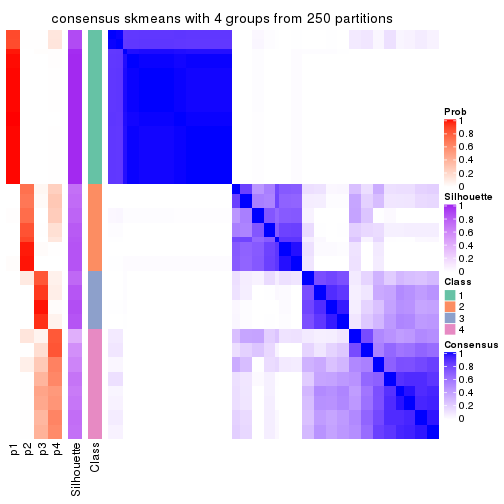 consensus skmeans with 4 groups from 250 partitions
Prob
1
0.8
0.6
0.4
0.2
0
Silhouette
1
0.8
0.6
0.4
0.2
0
Class
1
2
3
4
Consensus
1
0.8
0.6
0.4
0.2
0
p1
p2
p3
p4
Silhouette
Class